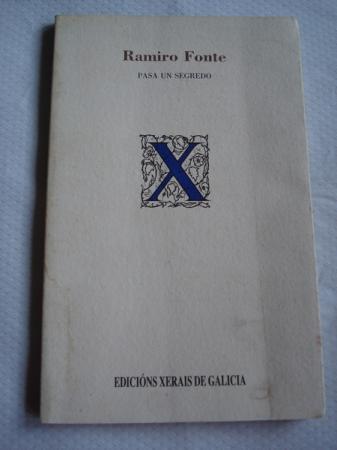 Ramiro Fonte
PASA UN SEGREDO
X
EDICIÓNS XERAIS DE GALICIA